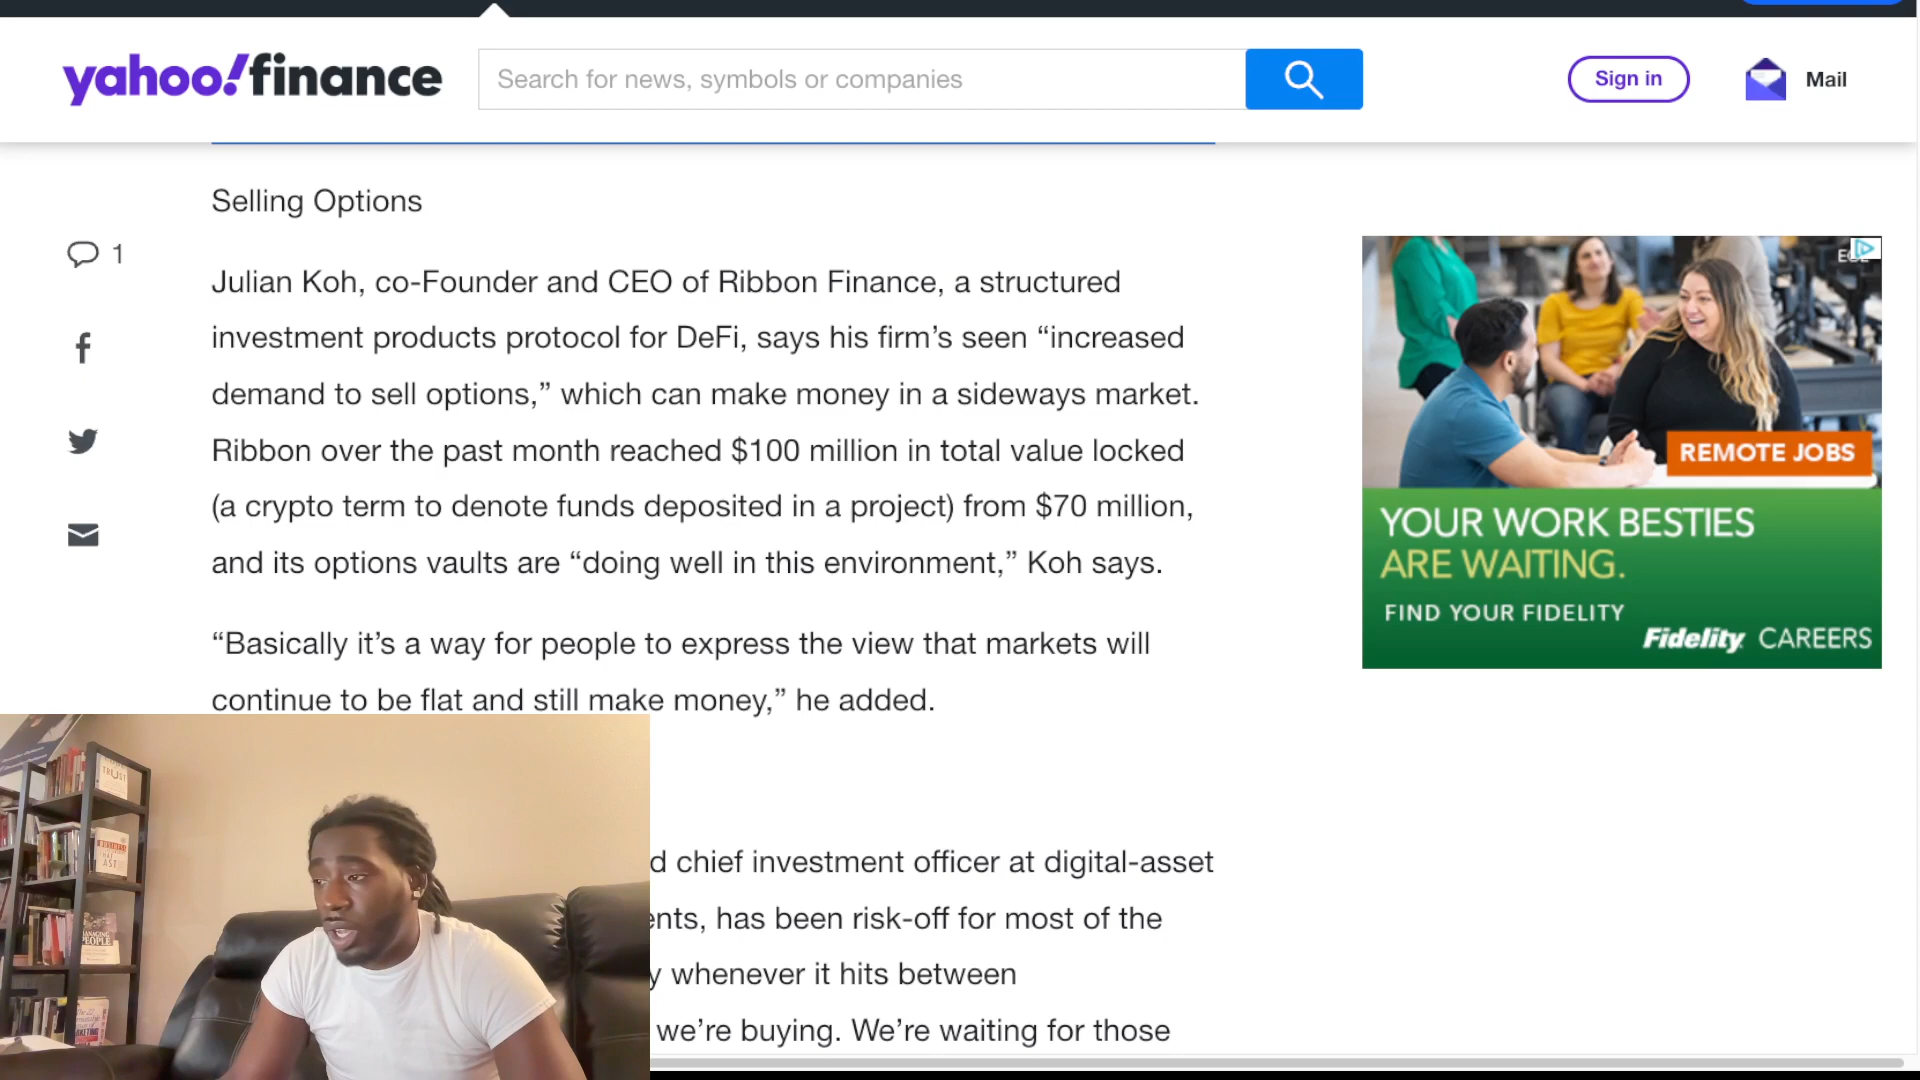 yahoo!finance
Search for news, symbols or companies
Sign in
Mail
Selling Options
1
Julian Koh, co-Founder and CEO of Ribbon Finance, a structured
investment products protocol for DeFi, says his firm’s seen “increased
demand to sell options,” which can make money in a sideways market.
Ribbon over the past month reached $100 million in total value locked
(a crypto term to denote funds deposited in a project) from $70 million,
and its options vaults are “doing well in this environment,” Koh says.
“Basically it’s a way for people to express the view that markets will
continue to be flat and still make money,” he added.
d chief investment officer at digital-asset
ents, has been risk-off for most of the
y whenever it hits between
we’re buying. We’re waiting for those
REMOTE JOBS
YOUR WORK BESTIES
ARE WAITING.
FIND YOUR FIDELITY
Fidelity CAREERS
TRUST
BUSINESS
MANAGING
PEOPLE